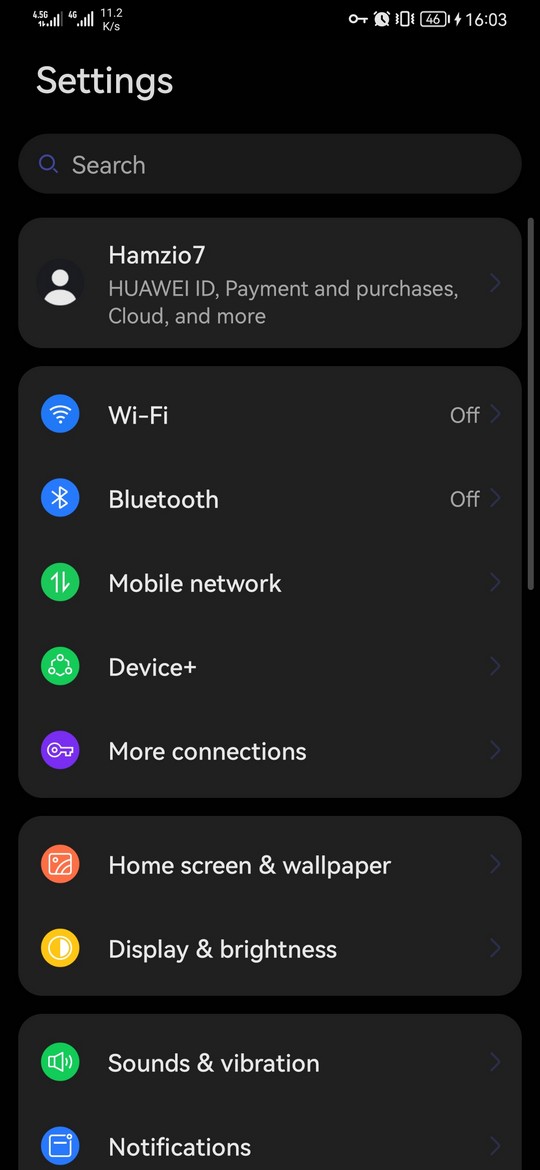 4.5G 4G 11.2 K/s 46 16:03
Settings
Search
Hamzio7
HUAWEI ID, Payment and purchases,
Cloud, and more
Wi-Fi Off
Bluetooth Off
Mobile network
Device+
More connections
Home screen & wallpaper
Display & brightness
Sounds & vibration
Notifications